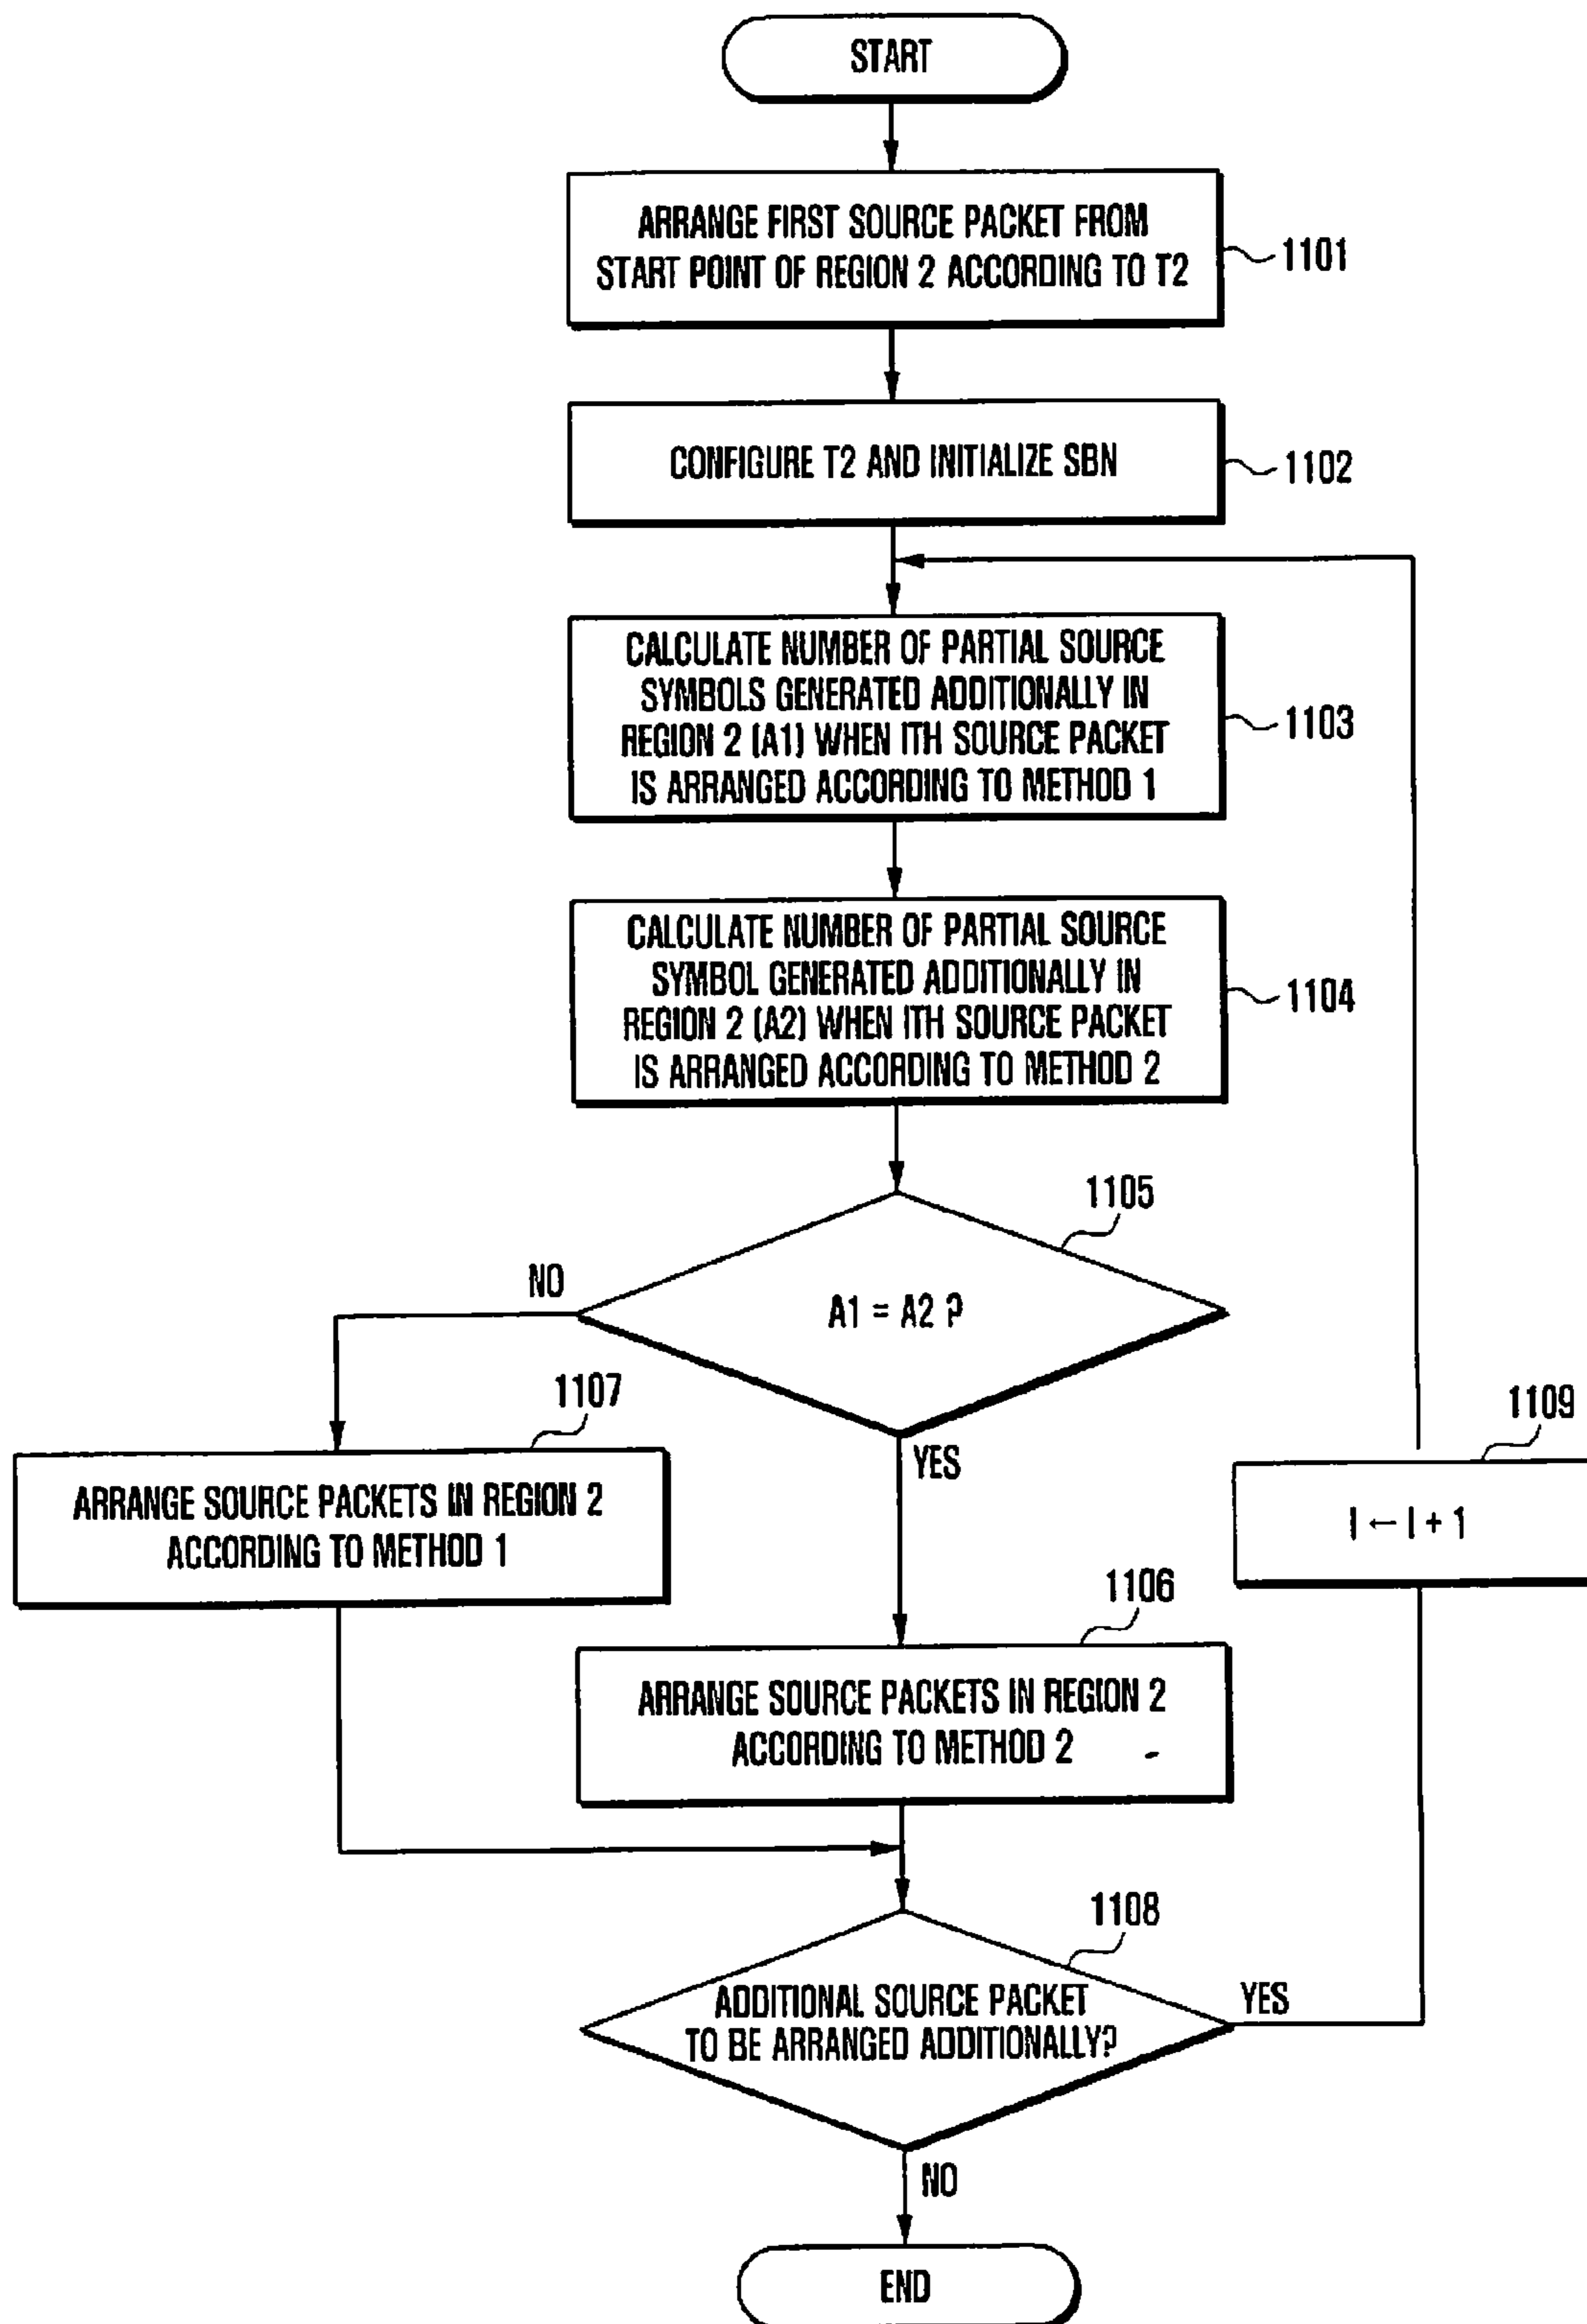 START
ARRANGE FIRST SOURCE PACKET FROM
START POINT OF REGION 2 ACCORDING TO T2
1101
CONFIGURE T2 AND INITIALIZE SBN
1102
CALCULATE NUMBER OF PARTIAL SOURCE
SYMBOLS GENERATED ADDITIONALLY IN
REGION 2 (A1) WHEN ITH SOURCE PACKET
IS ARRANGED ACCORDING TO METHOD 1
1103
CALCULATE NUMBER OF PARTIAL SOURCE
SYMBOL GENERATED ADDITIONALLY IN
REGION 2 (A2) WHEN ITH SOURCE PACKET
IS ARRANGED ACCORDING TO METHOD 2
1104
1105
NO
A1 = A2 ?
YES
1107
ARRANGE SOURCE PACKETS IN REGION 2
ACCORDING TO METHOD 1
1109
I ← I + 1
1106
ARRANGE SOURCE PACKETS IN REGION 2
ACCORDING TO METHOD 2
1108
ADDITIONAL SOURCE PACKET
TO BE ARRANGED ADDITIONALLY?
YES
NO
END